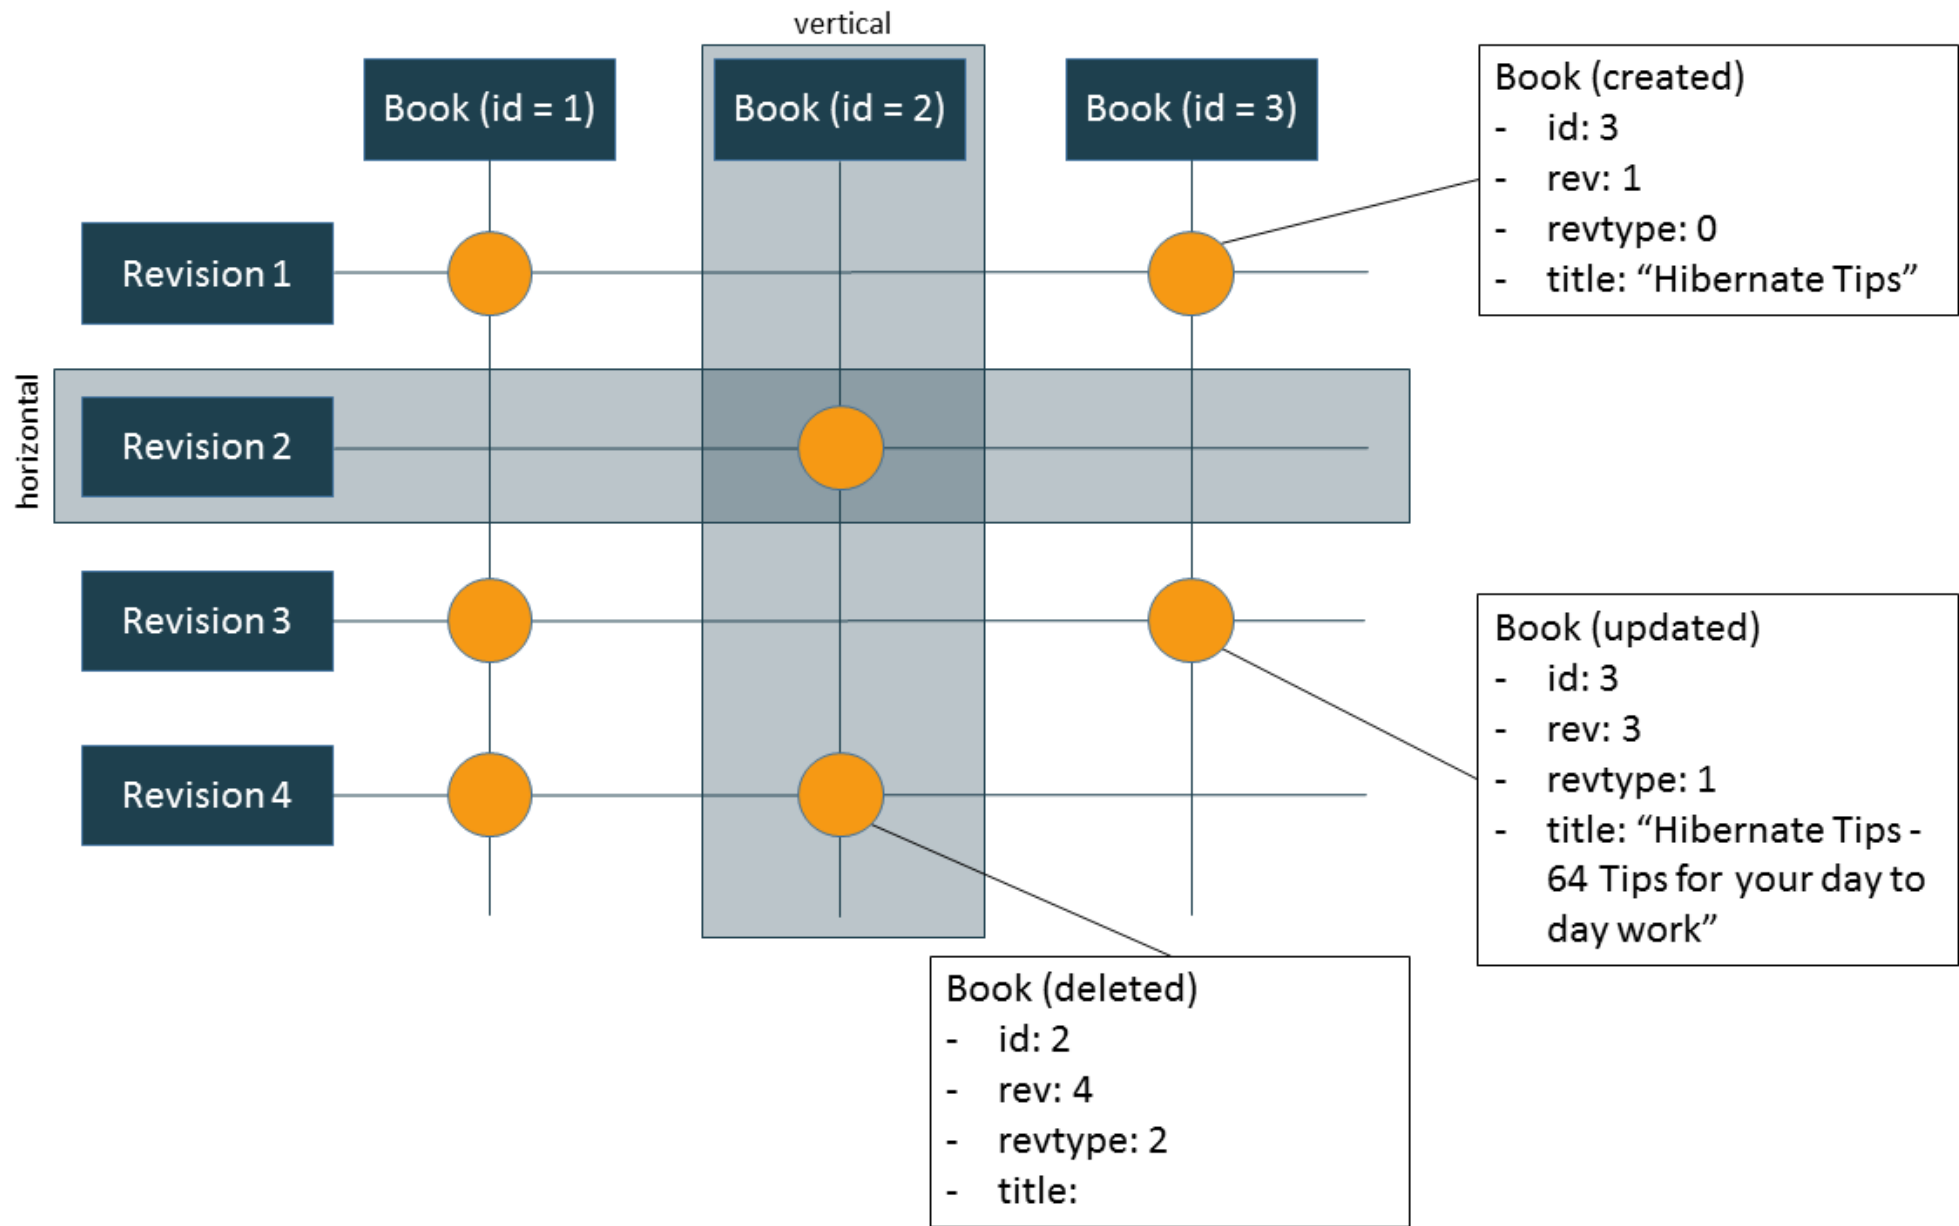 vertical
Book (id = 1)
Book (id = 2)
Book (id = 3)
Book (created)
- id: 3
- rev: 1
- revtype: 0
- title: “Hibernate Tips”
Revision 1
horizontal
Revision 2
Revision 3
Book (updated)
- id: 3
- rev: 3
- revtype: 1
- title: “Hibernate Tips -
64 Tips for your day to
day work”
Revision 4
Book (deleted)
- id: 2
- rev: 4
- revtype: 2
- title: